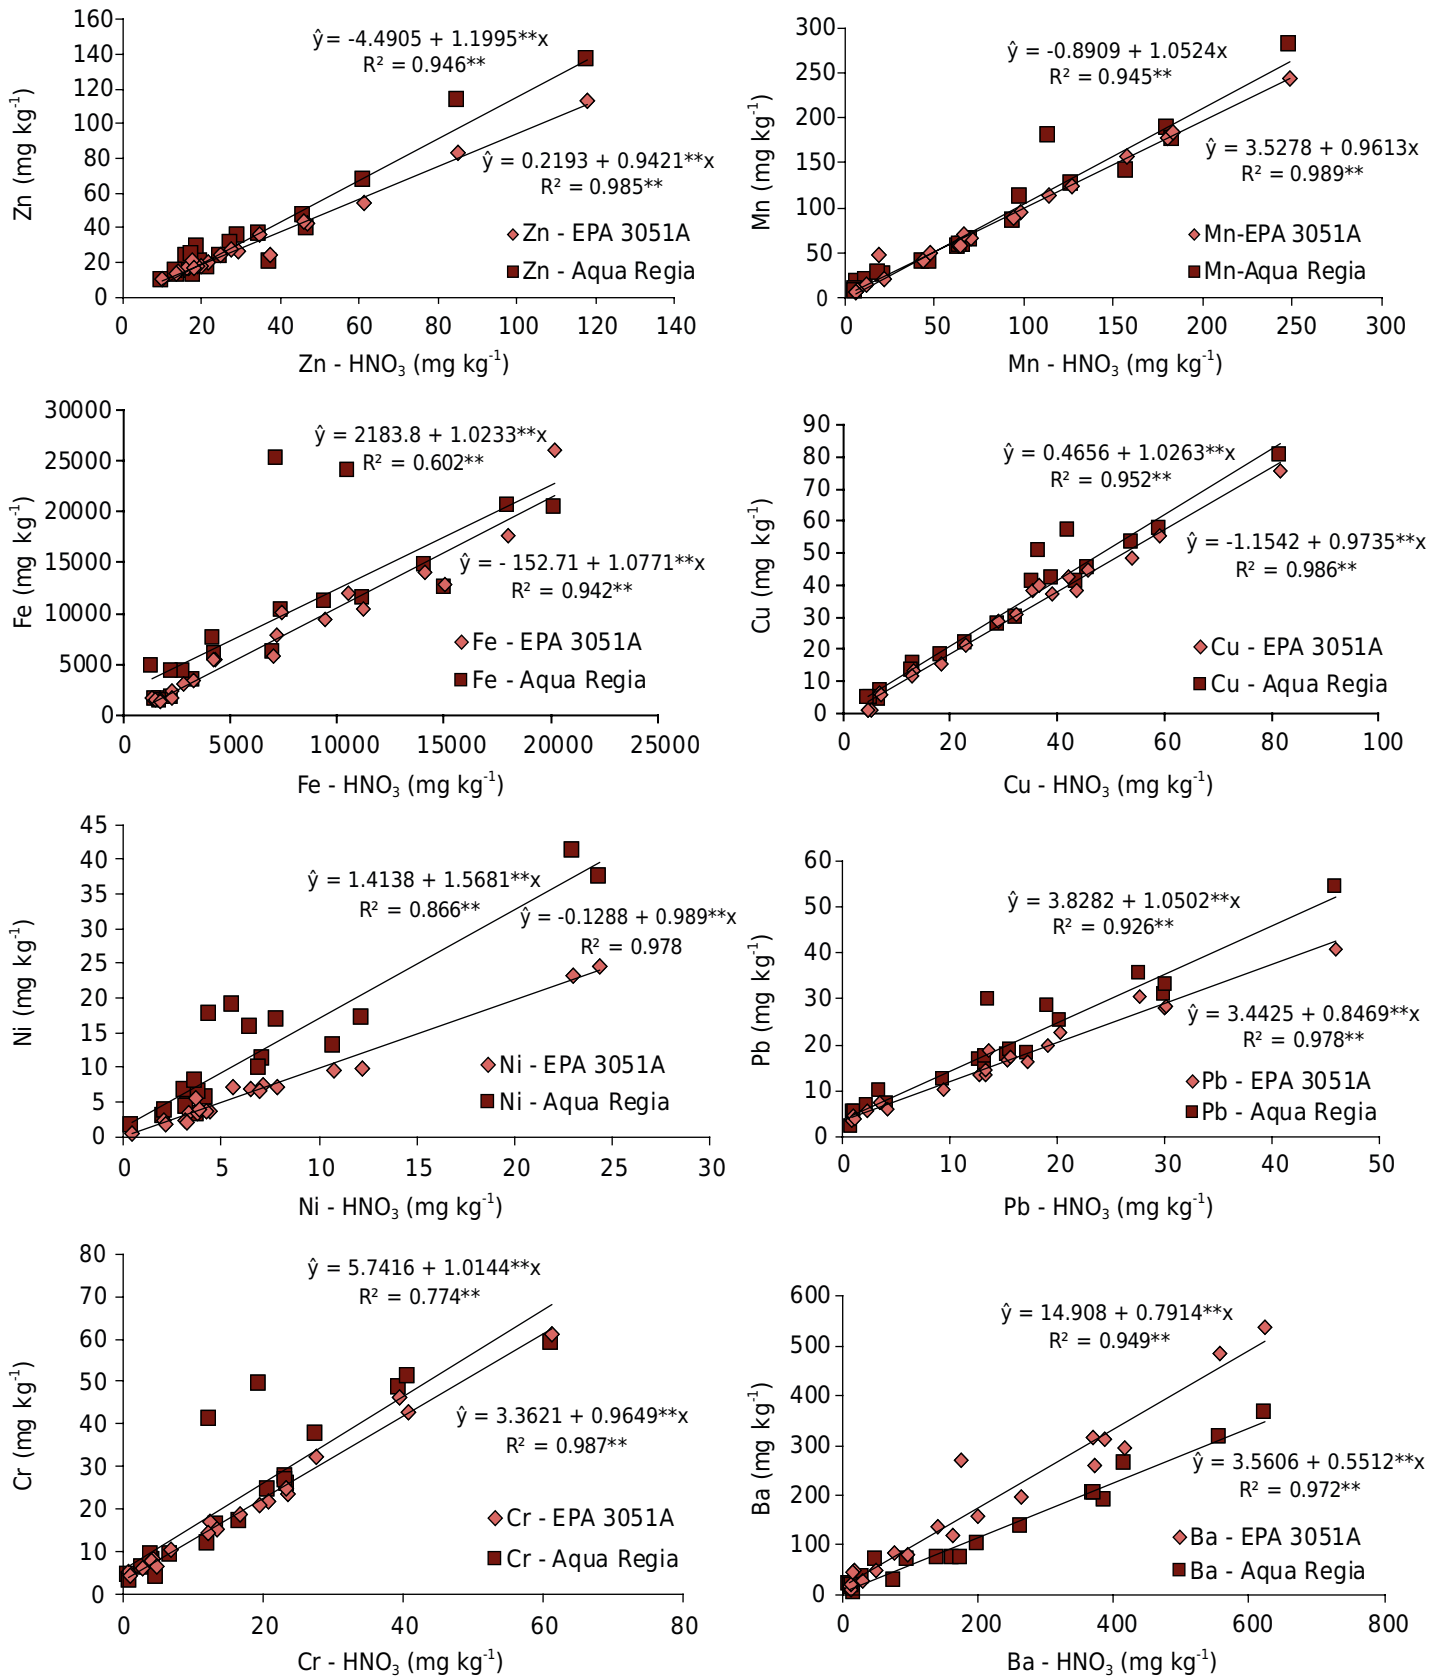 160
140
120
100
80
60
40
20
0
Zn (mg kg⁻¹)
ŷ = -4.4905 + 1.1995**x
R² = 0.946**
ŷ = 0.2193 + 0.9421**x
R² = 0.985**
Zn - EPA 3051A
Zn - Aqua Regia
0 20 40 60 80 100 120 140
Zn - HNO₃ (mg kg⁻¹)
300
250
200
150
100
50
0
Mn (mg kg⁻¹)
ŷ = -0.8909 + 1.0524x
R² = 0.945**
ŷ = 3.5278 + 0.9613x
R² = 0.989**
Mn-EPA 3051A
Mn-Aqua Regia
0 50 100 150 200 250 300
Mn - HNO₃ (mg kg⁻¹)
30000
25000
20000
15000
10000
5000
0
Fe (mg kg⁻¹)
ŷ = 2183.8 + 1.0233**x
R² = 0.602**
ŷ = - 152.71 + 1.0771**x
R² = 0.942**
Fe - EPA 3051A
Fe - Aqua Regia
0 5000 10000 15000 20000 25000
Fe - HNO₃ (mg kg⁻¹)
90
80
70
60
50
40
30
20
10
0
Cu (mg kg⁻¹)
ŷ = 0.4656 + 1.0263**x
R² = 0.952**
ŷ = -1.1542 + 0.9735**x
R² = 0.986**
Cu - EPA 3051A
Cu - Aqua Regia
0 20 40 60 80 100
Cu - HNO₃ (mg kg⁻¹)
45
40
35
30
25
20
15
10
5
0
Ni (mg kg⁻¹)
ŷ = 1.4138 + 1.5681**x
R² = 0.866**
ŷ = -0.1288 + 0.989**x
R² = 0.978
Ni - EPA 3051A
Ni - Aqua Regia
0 5 10 15 20 25 30
Ni - HNO₃ (mg kg⁻¹)
60
50
40
30
20
10
0
Pb (mg kg⁻¹)
ŷ = 3.8282 + 1.0502**x
R² = 0.926**
ŷ = 3.4425 + 0.8469**x
R² = 0.978**
Pb - EPA 3051A
Pb - Aqua Regia
0 10 20 30 40 50
Pb - HNO₃ (mg kg⁻¹)
80
70
60
50
40
30
20
10
0
Cr (mg kg⁻¹)
ŷ = 5.7416 + 1.0144**x
R² = 0.774**
ŷ = 3.3621 + 0.9649**x
R² = 0.987**
Cr - EPA 3051A
Cr - Aqua Regia
0 20 40 60 80
Cr - HNO₃ (mg kg⁻¹)
600
500
400
300
200
100
0
Ba (mg kg⁻¹)
ŷ = 14.908 + 0.7914**x
R² = 0.949**
ŷ = 3.5606 + 0.5512**x
R² = 0.972**
Ba - EPA 3051A
Ba - Aqua Regia
0 200 400 600 800
Ba - HNO₃ (mg kg⁻¹)